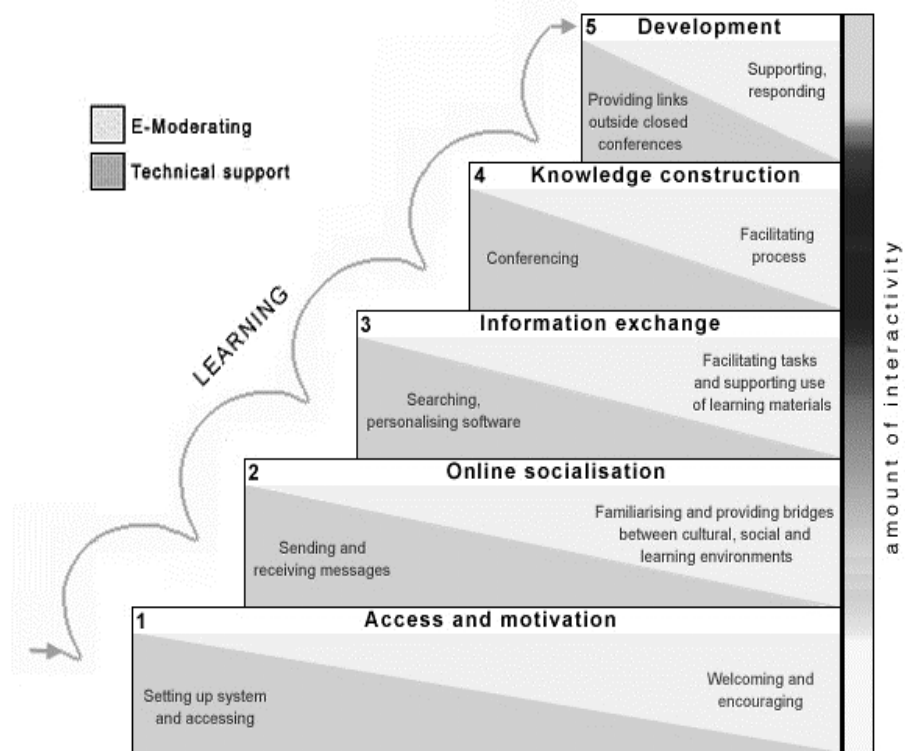 5 Development
Supporting,
responding
Providing links
outside closed
conferences
E-Moderating
Technical support
4 Knowledge construction
Conferencing
Facilitating
process
LEARNING
3 Information exchange
Searching,
personalising software
Facilitating tasks
and supporting use
of learning materials
2 Online socialisation
Sending and
receiving messages
Familiarising and providing bridges
between cultural, social and
learning environments
1 Access and motivation
Setting up system
and accessing
Welcoming and
encouraging
amount of interactivity